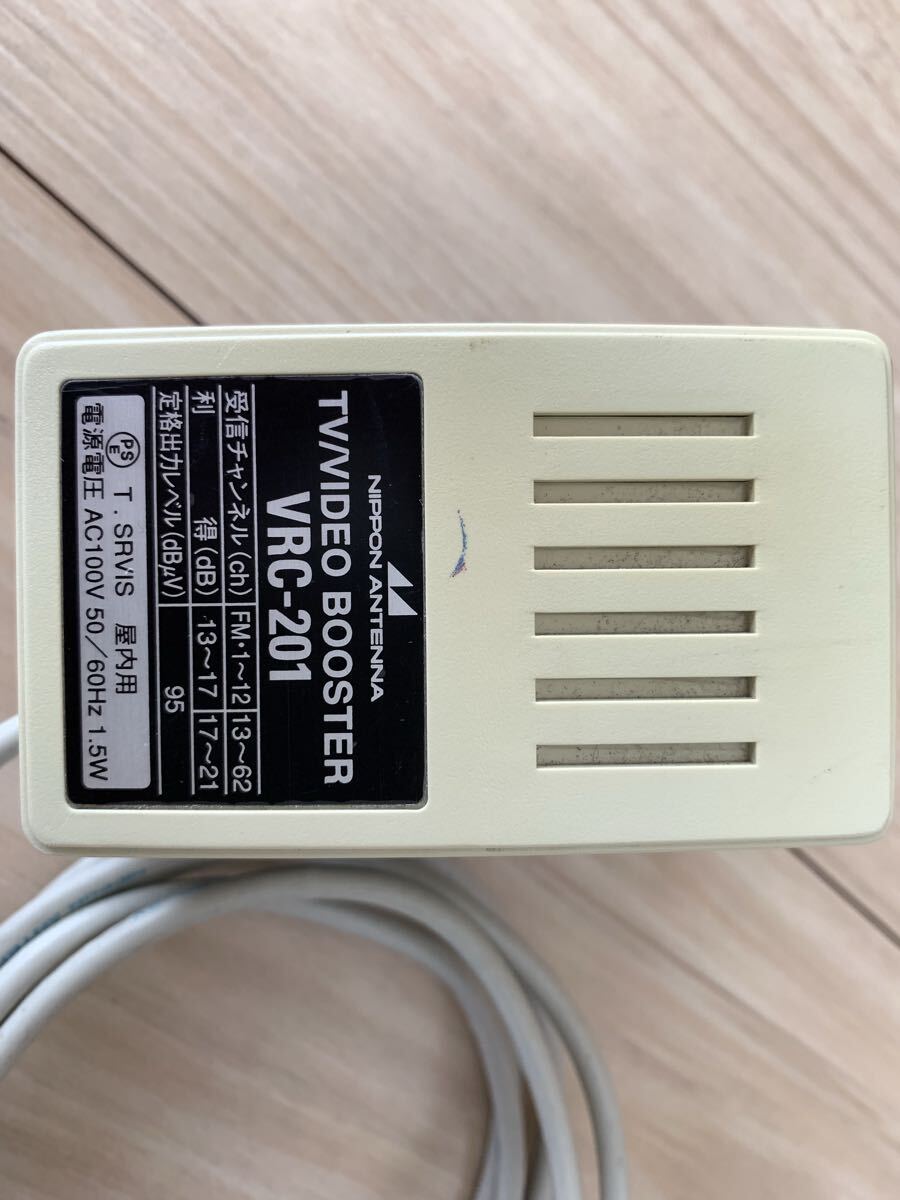 NIPPON ANTENNA
TV/VIDEO BOOSTER
VRC-201
受信チャンネル(ch) FM・1～12 13～62
利 得(dB) 13～17 17～21
定格出力レベル(dBμV) 95
PS E T.SRVIS 屋内用
電源電圧 AC100V 50/60Hz 1.5W